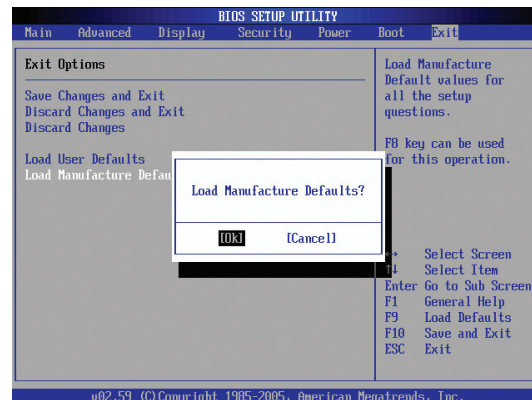 BIOS SETUP UTILITY
Main Advanced Display Security Power Boot Exit
Exit Options
Save Changes and Exit
Discard Changes and Exit
Discard Changes
Load User Defaults
Load Manufacture Defau
Load Manufacture Defaults?
[Ok] [Cancel]
Load Manufacture
Default values for
all the setup
questions.
F8 key can be used
for this operation.
↔ Select Screen
↑↓ Select Item
Enter Go to Sub Screen
F1 General Help
F9 Load Defaults
F10 Save and Exit
ESC Exit
v02.59 (C)Copyright 1985-2005, American Megatrends, Inc.